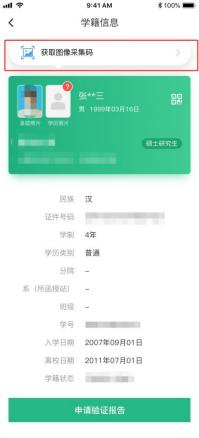 9:41 AM
100%
学籍信息
获取图像采集码
张**三
男 1999年03月16日
录取照片 学历照片
硕士研究生
民族 汉
证件号码
学制 4年
学历类别 普通
分院 –
系（所函授站） –
班级 –
学号
入学日期 2007年09月01日
离校日期 2011年07月01日
学籍状态
申请验证报告